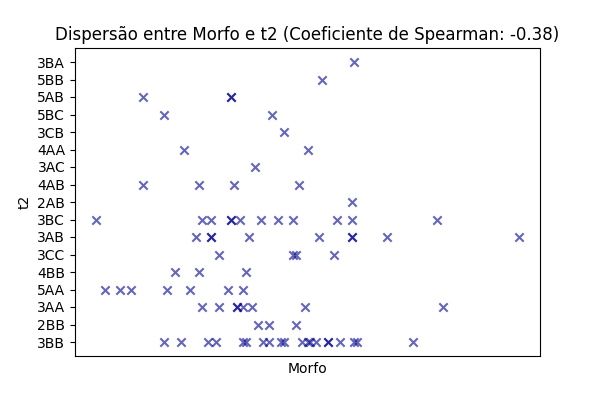 Dispersão entre Morfo e t2 (Coeficiente de Spearman: -0.38)
3BA
5BB
5AB
5BC
3CB
4AA
3AC
4AB
2AB
3BC
3AB
3CC
4BB
5AA
3AA
2BB
3BB
t2
Morfo